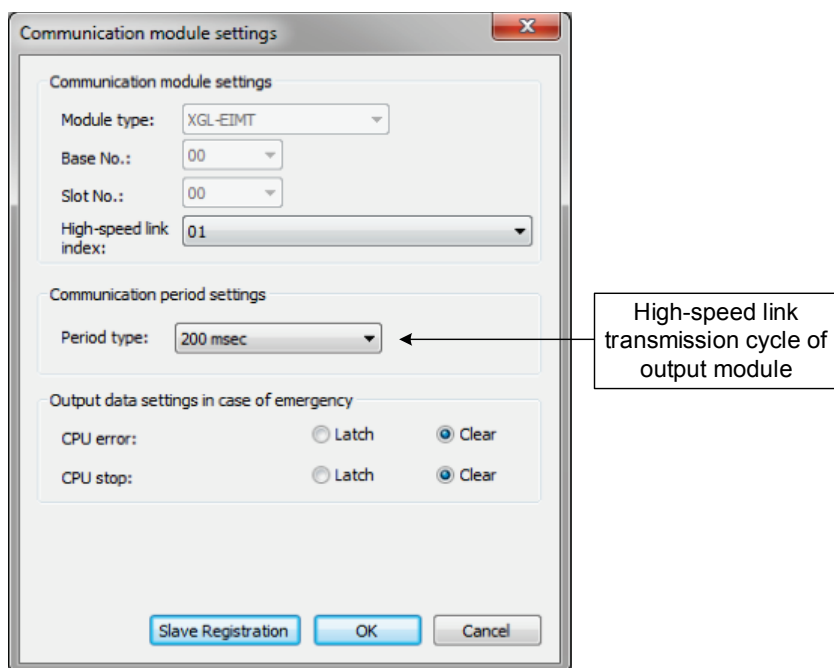 Communication module settings
x
Communication module settings
Module type: XGL-EIMT
Base No.: 00
Slot No.: 00
High-speed link
index: 01
Communication period settings
Period type: 200 msec
High-speed link
transmission cycle of
output module
Output data settings in case of emergency
CPU error: Latch Clear
CPU stop: Latch Clear
Slave Registration OK Cancel